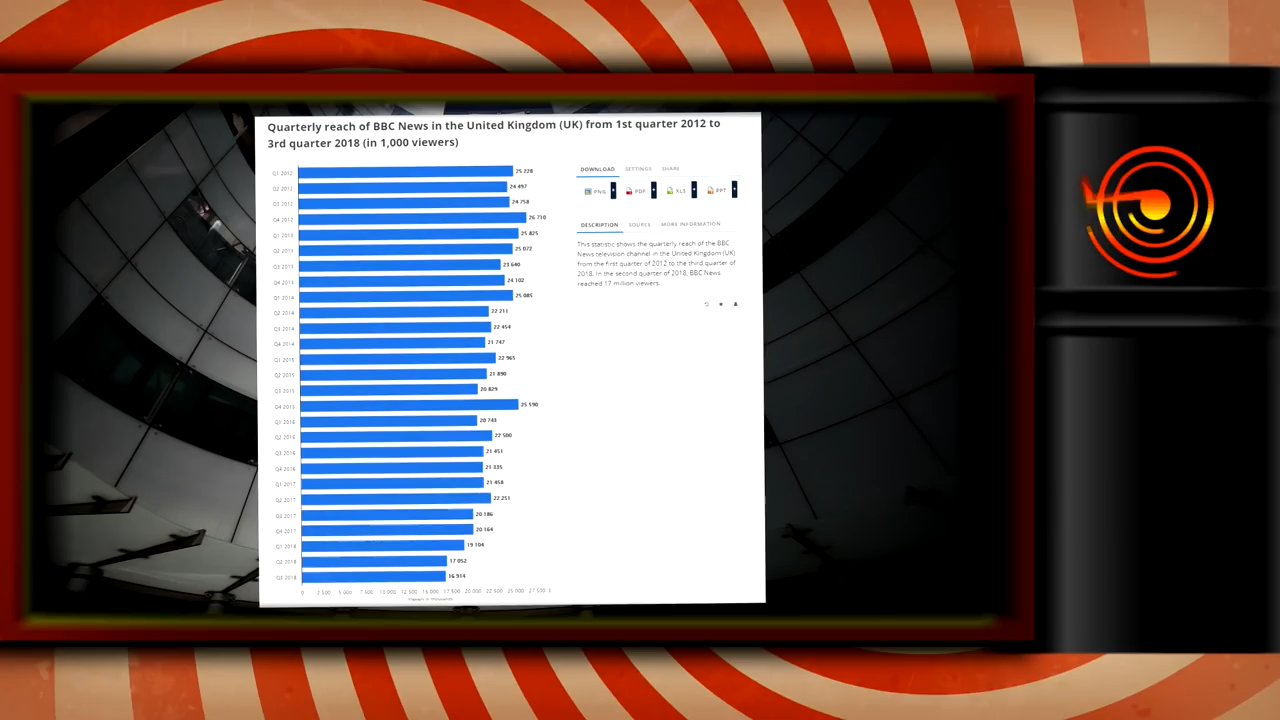 Quarterly reach of BBC News in the United Kingdom (UK) from 1st quarter 2012 to
3rd quarter 2018 (in 1,000 viewers)
DOWNLOAD SETTINGS SHARE
PNG PDF XLS PPT
DESCRIPTION SOURCE MORE INFORMATION
This statistic shows the quarterly reach of the BBC
News television channel in the United Kingdom (UK)
from the first quarter of 2012 to the third quarter of
2018. In the second quarter of 2018, BBC News
reached 17 million viewers.
Q1 2012 25 228
Q2 2012 24 497
Q3 2012 24 758
Q4 2012 26 710
Q1 2013 25 825
Q2 2013 25 072
Q3 2013 23 640
Q4 2013 24 102
Q1 2014 25 085
Q2 2014 22 211
Q3 2014 22 454
Q4 2014 21 747
Q1 2015 22 965
Q2 2015 21 890
Q3 2015 20 829
Q4 2015 25 590
Q1 2016 20 743
Q2 2016 22 500
Q3 2016 21 451
Q4 2016 21 335
Q1 2017 21 458
Q2 2017 22 251
Q3 2017 20 186
Q4 2017 20 164
Q1 2018 19 104
Q2 2018 17 052
Q3 2018 16 914
0 2 500 5 000 7 500 10 000 12 500 15 000 17 500 20 000 22 500 25 000 27 500
Viewers in thousands